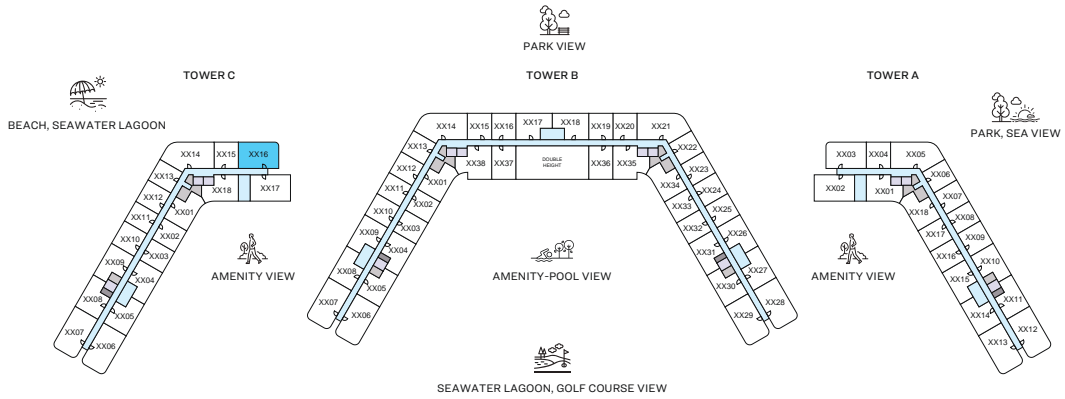 PARK VIEW
TOWER C
TOWER B
TOWER A
BEACH, SEAWATER LAGOON
PARK, SEA VIEW
XX14
XX15
XX16
XX13
XX18
XX17
XX12
XX01
XX11
XX02
XX10
XX03
XX09
XX04
XX08
XX05
XX07
XX06
XX14
XX15
XX16
XX17
XX18
XX19
XX20
XX21
XX13
XX38
XX37
DOUBLE
HEIGHT
XX36
XX35
XX22
XX12
XX01
XX34
XX23
XX11
XX02
XX33
XX24
XX10
XX03
XX32
XX25
XX09
XX04
XX31
XX26
XX08
XX05
XX30
XX27
XX07
XX06
XX29
XX28
XX03
XX04
XX05
XX02
XX01
XX06
XX18
XX07
XX17
XX08
XX16
XX09
XX15
XX10
XX14
XX11
XX13
XX12
AMENITY VIEW
AMENITY-POOL VIEW
AMENITY VIEW
SEAWATER LAGOON, GOLF COURSE VIEW